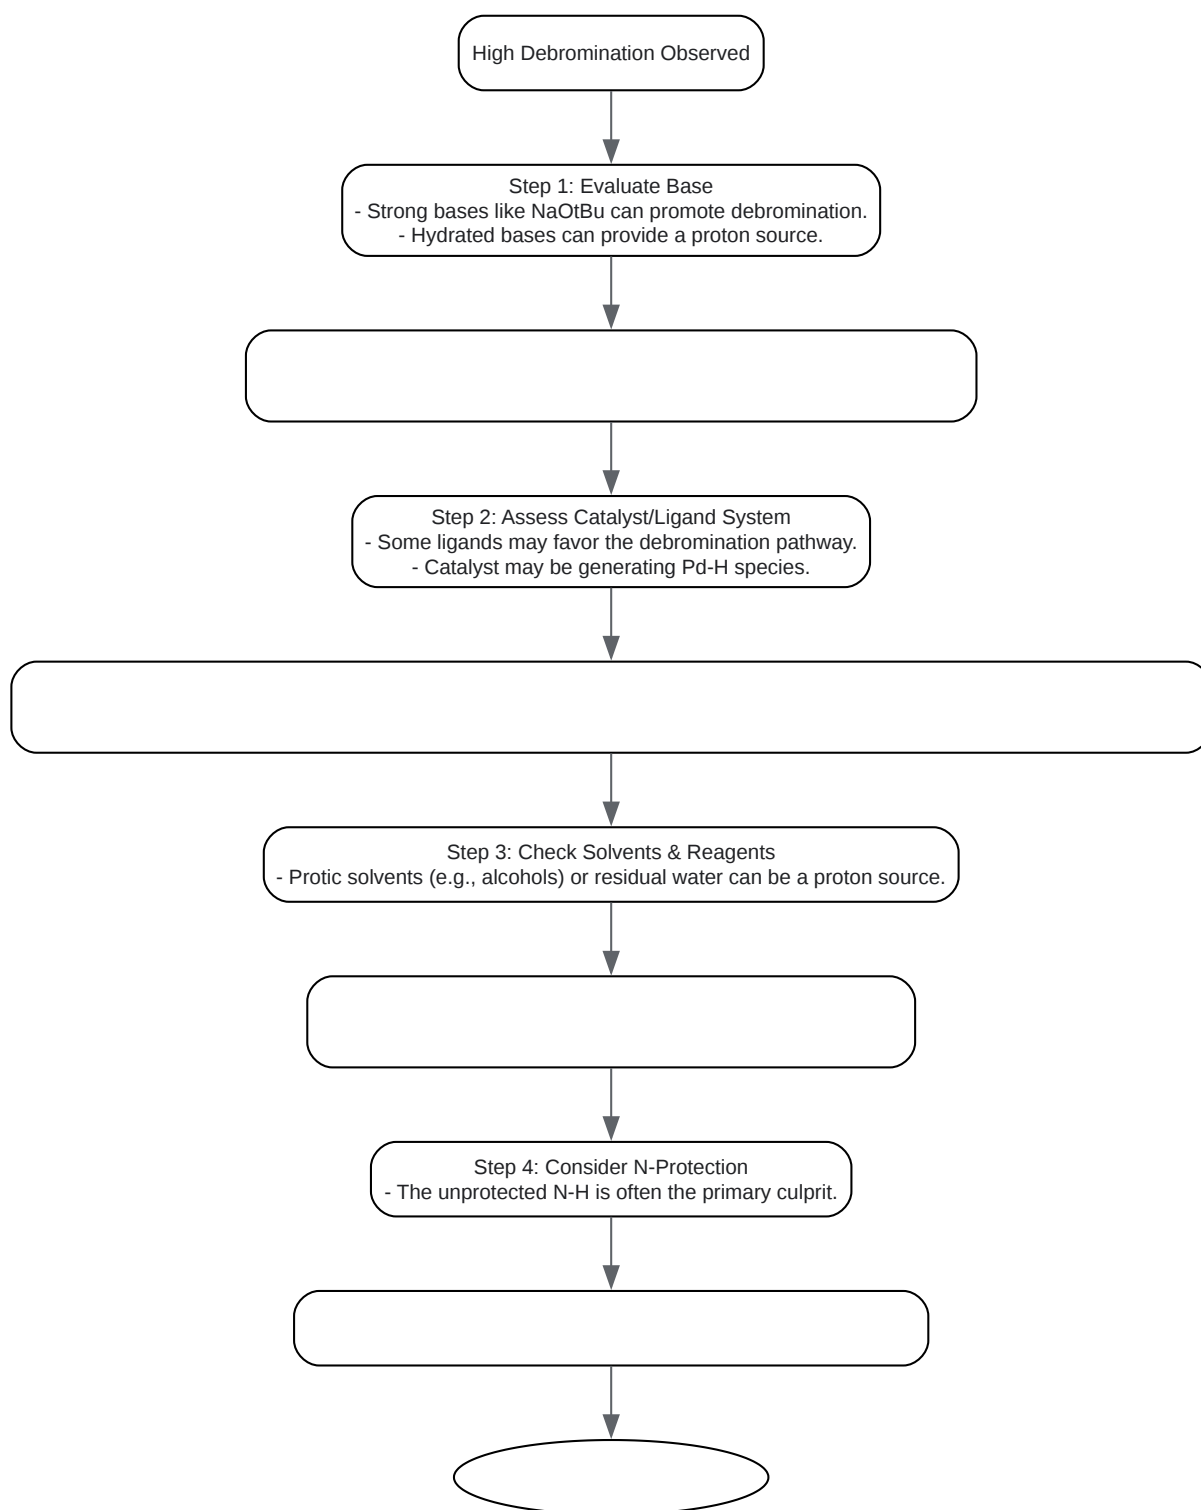 High Debromination Observed
Step 1: Evaluate Base
- Strong bases like NaOtBu can promote debromination.
- Hydrated bases can provide a proton source.
Step 2: Assess Catalyst/Ligand System
- Some ligands may favor the debromination pathway.
- Catalyst may be generating Pd-H species.
Step 3: Check Solvents & Reagents
- Protic solvents (e.g., alcohols) or residual water can be a proton source.
Step 4: Consider N-Protection
- The unprotected N-H is often the primary culprit.